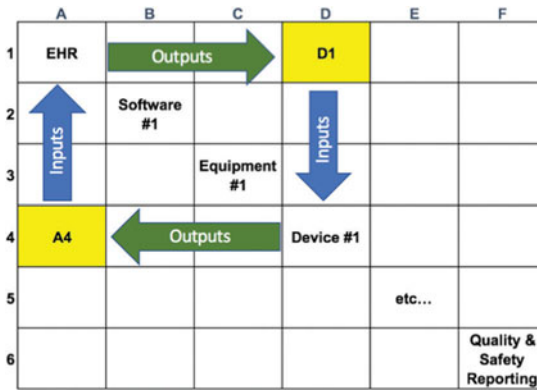 A B C D E F
1 EHR Outputs D1
Inputs
Inputs
2 Software
#1
3 Equipment
#1
4 A4 Outputs Device #1
5 etc...
6 Quality &
Safety
Reporting